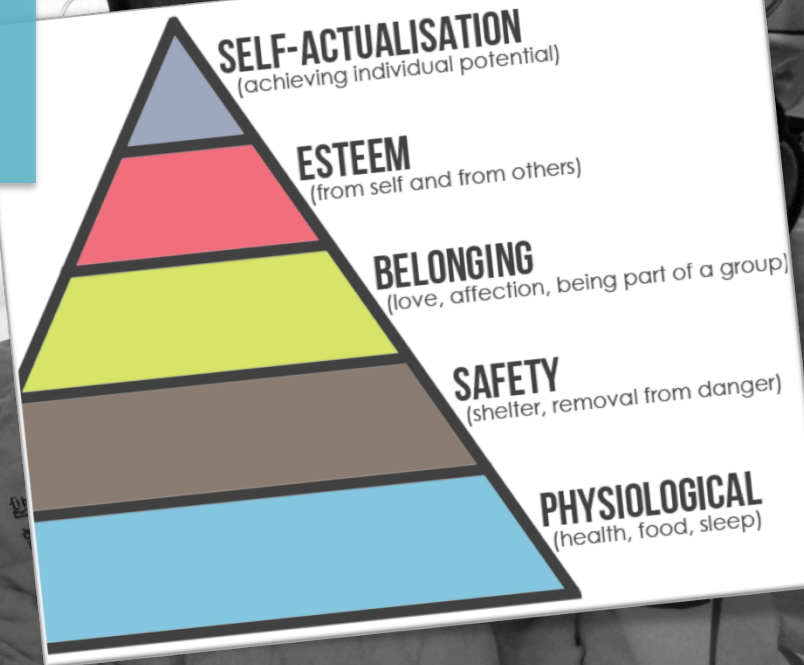 SELF-ACTUALISATION
(achieving individual potential)
ESTEEM
(from self and from others)
BELONGING
(love, affection, being part of a group)
SAFETY
(shelter, removal from danger)
PHYSIOLOGICAL
(health, food, sleep)